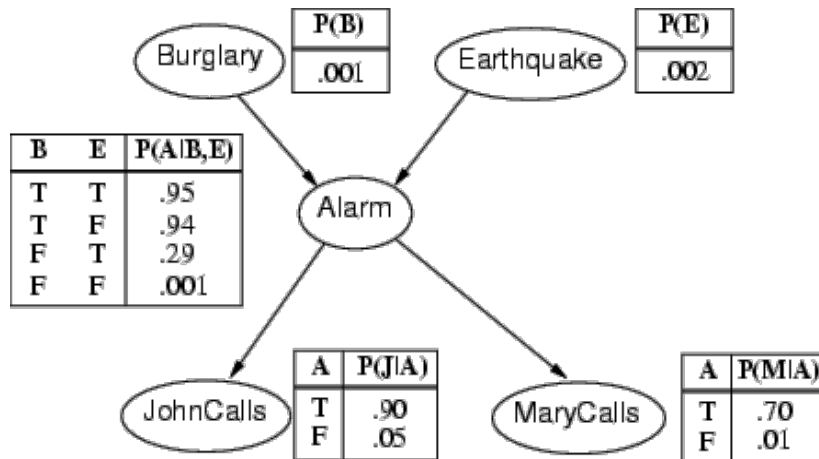 Burglary
P(B)
.001
Earthquake
P(E)
.002
B E P(A|B,E)
T T .95
T F .94
F T .29
F F .001
Alarm
JohnCalls
A P(J|A)
T .90
F .05
MaryCalls
A P(M|A)
T .70
F .01